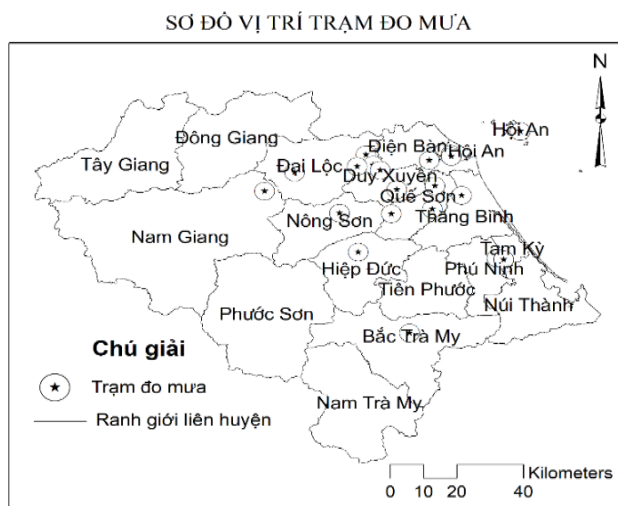 SƠ ĐỒ VỊ TRÍ TRẠM ĐO MƯA
N
Hội An
Đông Giang
Điện Bàn
Hội An
Tây Giang
Đại Lộc
Duy Xuyên
Quế Sơn
Nông Sơn
Thăng Bình
Nam Giang
Tam Kỳ
Hiệp Đức
Phú Ninh
Tiên Phước
Núi Thành
Phước Sơn
Bắc Trà My
Chú giải
Trạm đo mưa
Nam Trà My
Ranh giới liên huyện
Kilometers
0 10 20 40